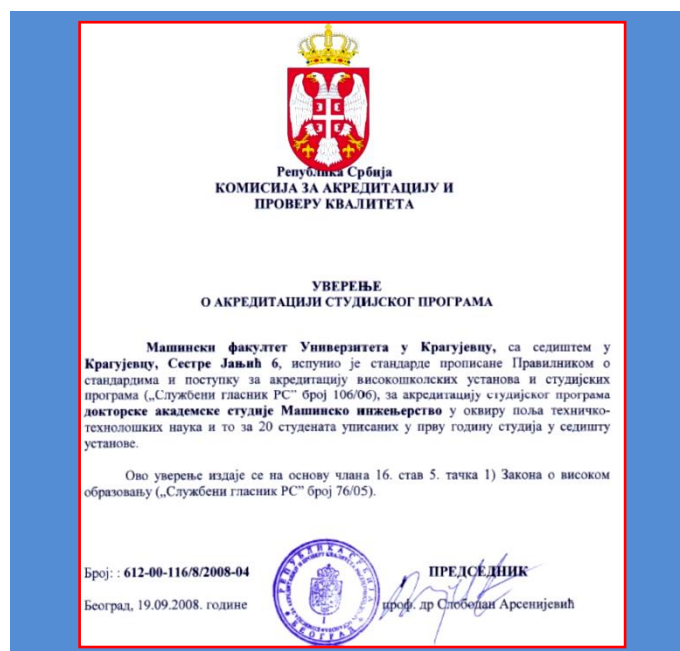 Република Србија
КОМИСИЈА ЗА АКРЕДИТАЦИЈУ И
ПРОВЕРУ КВАЛИТЕТА
УВЕРЕЊЕ
О АКРЕДИТАЦИЈИ СТУДИЈСКОГ ПРОГРАМА
Машински факултет Универзитета у Крагујевцу, са седиштем у
Крагујевцу, Сестре Јањић 6, испунио је стандарде прописане Правилником о
стандардима и поступку за акредитацију високошколских установа и студијских
програма („Службени гласник РС” број 106/06), за акредитацију студијског програма
докторске академске студије Машинско инжењерство у оквиру поља техничко-
технолошких наука и то за 20 студената уписаних у прву годину студија у седишту
установе.
Ово уверење издаје се на основу члана 16. став 5. тачка 1) Закона о високом
образовању („Службени гласник РС” број 76/05).
Број: : 612-00-116/8/2008-04
ПРЕДСЕДНИК
Београд, 19.09.2008. године
проф. др Слободан Арсенијевић
РЕПУБЛИКА СРБИЈА
БЕОГРАД